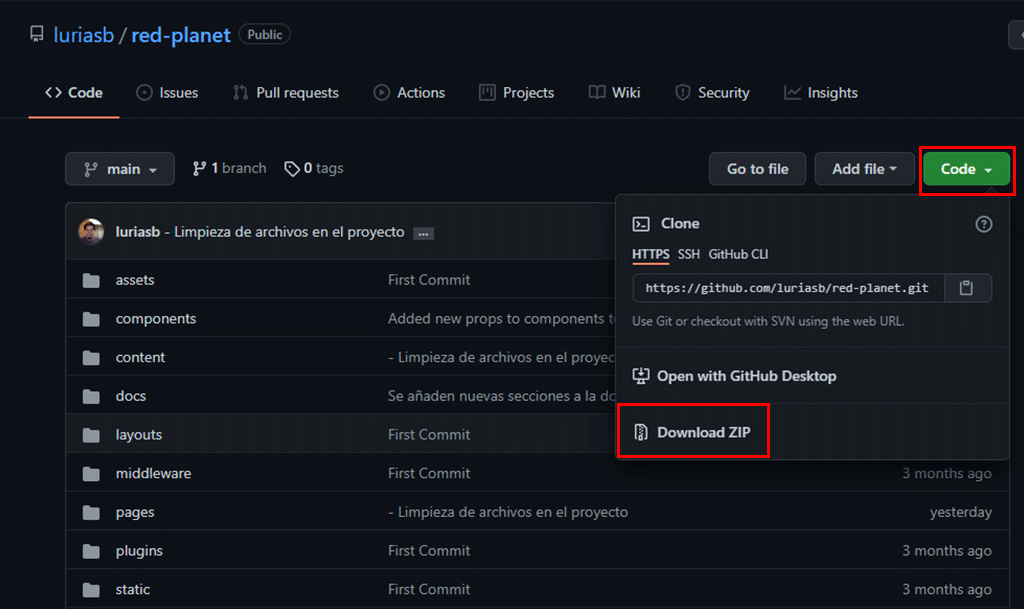 luriasb / red-planet Public
Code Issues Pull requests Actions Projects Wiki Security Insights
main 1 branch 0 tags Go to file Add file Code
luriasb - Limpieza de archivos en el proyecto ...
Clone
HTTPS SSH GitHub CLI
https://github.com/luriasb/red-planet.git
Use Git or checkout with SVN using the web URL.
Open with GitHub Desktop
Download ZIP
assets First Commit
components Added new props to components
content - Limpieza de archivos en el
docs Se añaden nuevas secciones a la
layouts First Commit
middleware First Commit 3 months ago
pages - Limpieza de archivos en el proyecto yesterday
plugins First Commit 3 months ago
static First Commit 3 months ago